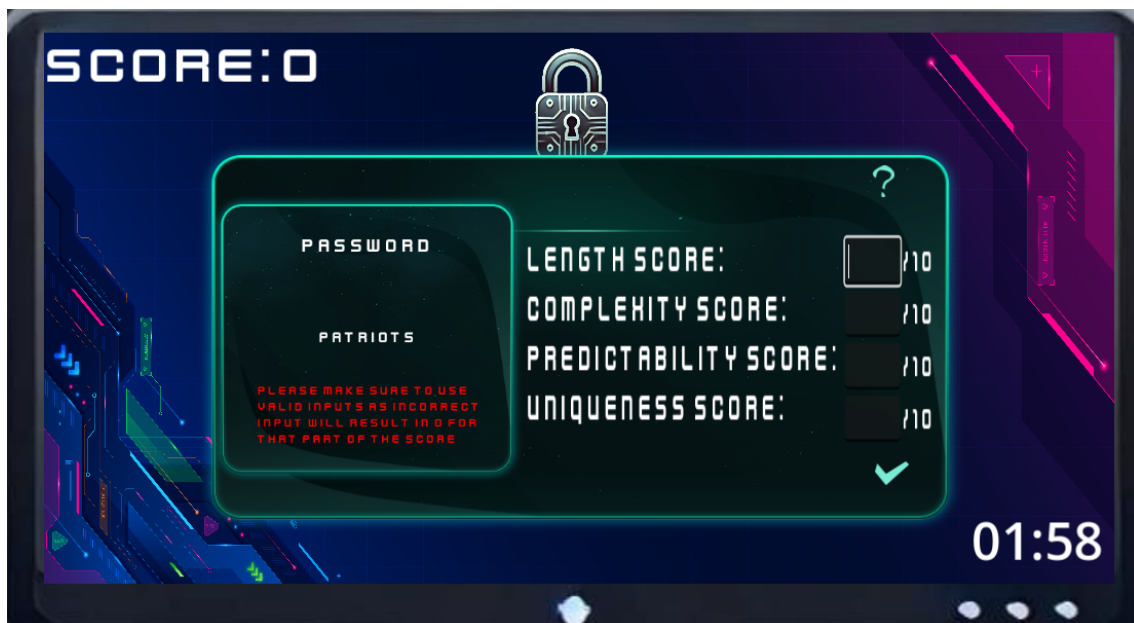 SCORE:0
?
PASSWORD
PATRIOTS
PLEASE MAKE SURE TO USE
VALID INPUTS AS INCORRECT
INPUT WILL RESULT IN 0 FOR
THAT PART OF THE SCORE
LENGTH SCORE: /10
COMPLEXITY SCORE: /10
PREDICTABILITY SCORE: /10
UNIQUENESS SCORE: /10
01:58